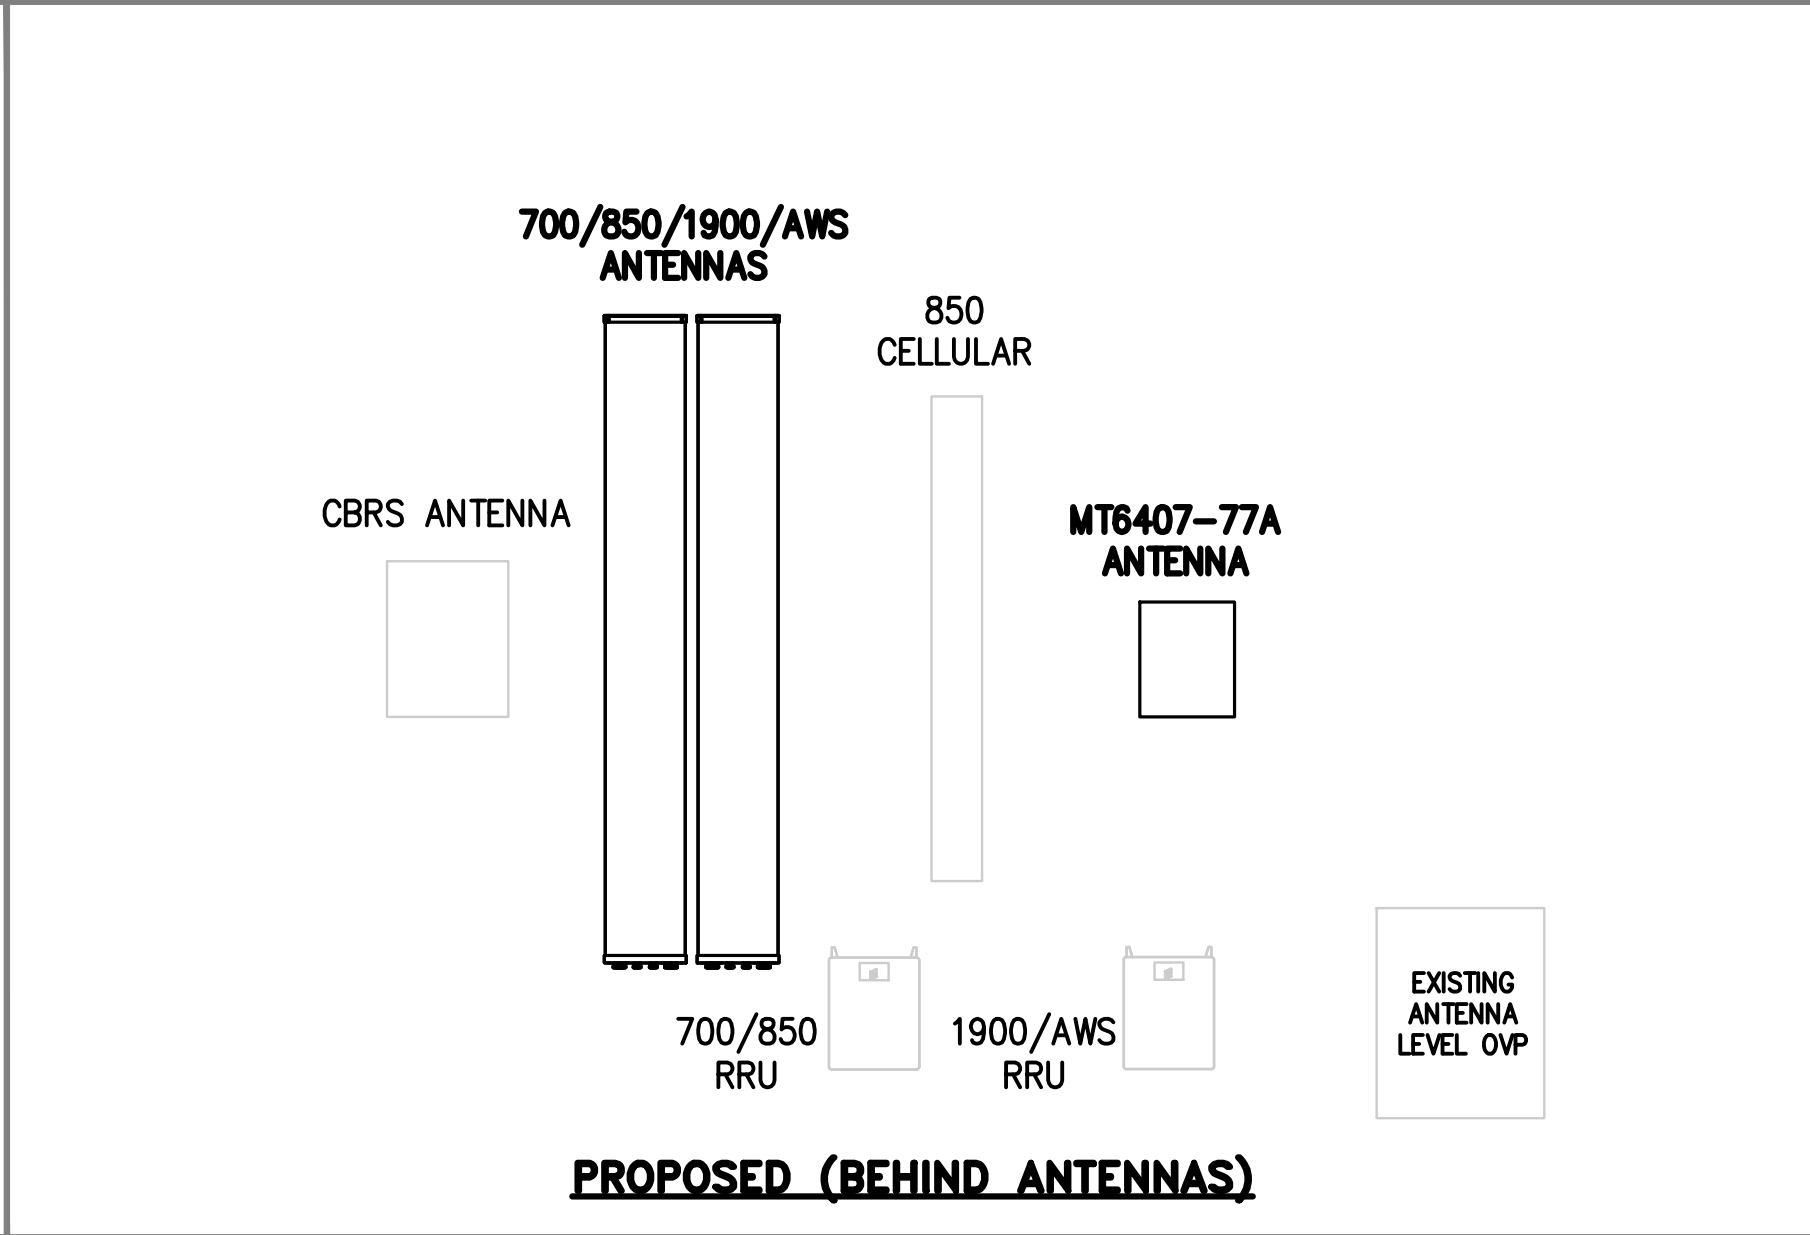 700/850/1900/AWS
ANTENNAS
850
CELLULAR
CBRS ANTENNA
MT6407-77A
ANTENNA
700/850
RRU
1900/AWS
RRU
EXISTING
ANTENNA
LEVEL OVP
PROPOSED (BEHIND ANTENNAS)